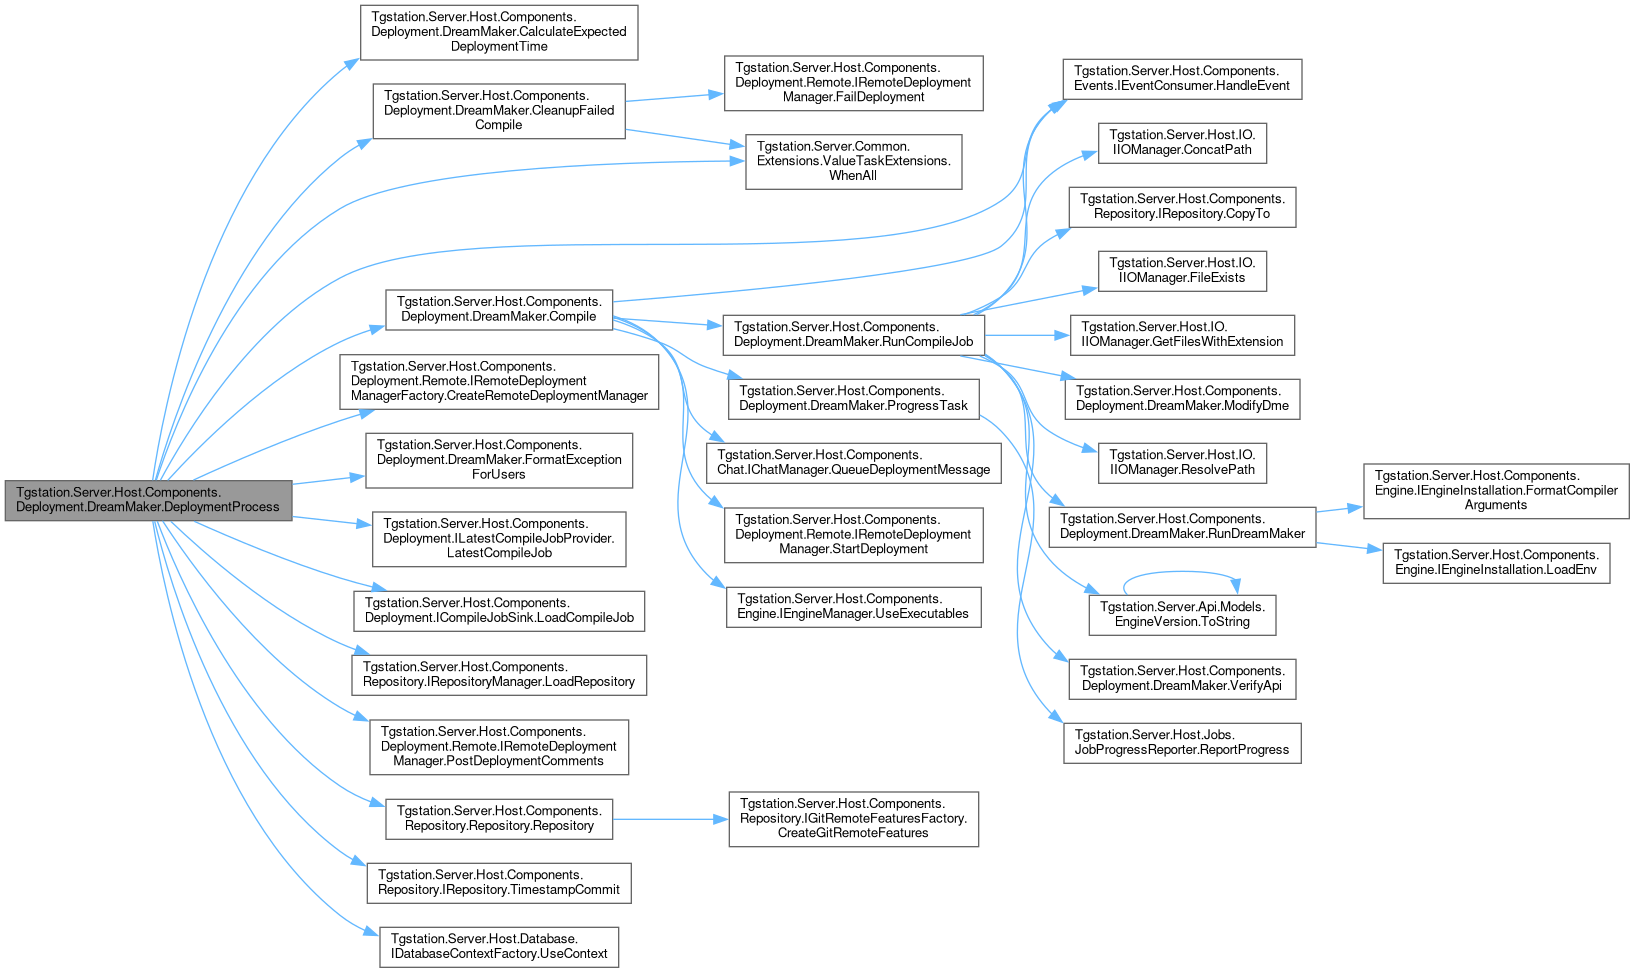 Tgstation.Server.Host.Components.
Deployment.DreamMaker.DeploymentProcess
Tgstation.Server.Host.Components.
Deployment.DreamMaker.CalculateExpected
DeploymentTime
Tgstation.Server.Host.Components.
Deployment.DreamMaker.CleanupFailed
Compile
Tgstation.Server.Host.Components.
Deployment.DreamMaker.Compile
Tgstation.Server.Host.Components.
Deployment.Remote.IRemoteDeployment
ManagerFactory.CreateRemoteDeploymentManager
Tgstation.Server.Host.Components.
Deployment.DreamMaker.FormatException
ForUsers
Tgstation.Server.Host.Components.
Deployment.ILatestCompileJobProvider.
LatestCompileJob
Tgstation.Server.Host.Components.
Deployment.ICompileJobSink.LoadCompileJob
Tgstation.Server.Host.Components.
Repository.IRepositoryManager.LoadRepository
Tgstation.Server.Host.Components.
Deployment.Remote.IRemoteDeployment
Manager.PostDeploymentComments
Tgstation.Server.Host.Components.
Repository.Repository.Repository
Tgstation.Server.Host.Components.
Repository.IRepository.TimestampCommit
Tgstation.Server.Host.Database.
IDatabaseContextFactory.UseContext
Tgstation.Server.Host.Components.
Deployment.Remote.IRemoteDeployment
Manager.FailDeployment
Tgstation.Server.Common.
Extensions.ValueTaskExtensions.
WhenAll
Tgstation.Server.Host.Components.
Deployment.DreamMaker.RunCompileJob
Tgstation.Server.Host.Components.
Deployment.DreamMaker.ProgressTask
Tgstation.Server.Host.Components.
Chat.IChatManager.QueueDeploymentMessage
Tgstation.Server.Host.Components.
Deployment.Remote.IRemoteDeployment
Manager.StartDeployment
Tgstation.Server.Host.Components.
Engine.IEngineManager.UseExecutables
Tgstation.Server.Host.Components.
Repository.IGitRemoteFeaturesFactory.
CreateGitRemoteFeatures
Tgstation.Server.Host.Components.
Events.IEventConsumer.HandleEvent
Tgstation.Server.Host.IO.
IIOManager.ConcatPath
Tgstation.Server.Host.Components.
Repository.IRepository.CopyTo
Tgstation.Server.Host.IO.
IIOManager.FileExists
Tgstation.Server.Host.IO.
IIOManager.GetFilesWithExtension
Tgstation.Server.Host.Components.
Deployment.DreamMaker.ModifyDme
Tgstation.Server.Host.IO.
IIOManager.ResolvePath
Tgstation.Server.Host.Components.
Deployment.DreamMaker.RunDreamMaker
Tgstation.Server.Api.Models.
EngineVersion.ToString
Tgstation.Server.Host.Components.
Deployment.DreamMaker.VerifyApi
Tgstation.Server.Host.Jobs.
JobProgressReporter.ReportProgress
Tgstation.Server.Host.Components.
Engine.IEngineInstallation.FormatCompiler
Arguments
Tgstation.Server.Host.Components.
Engine.IEngineInstallation.LoadEnv